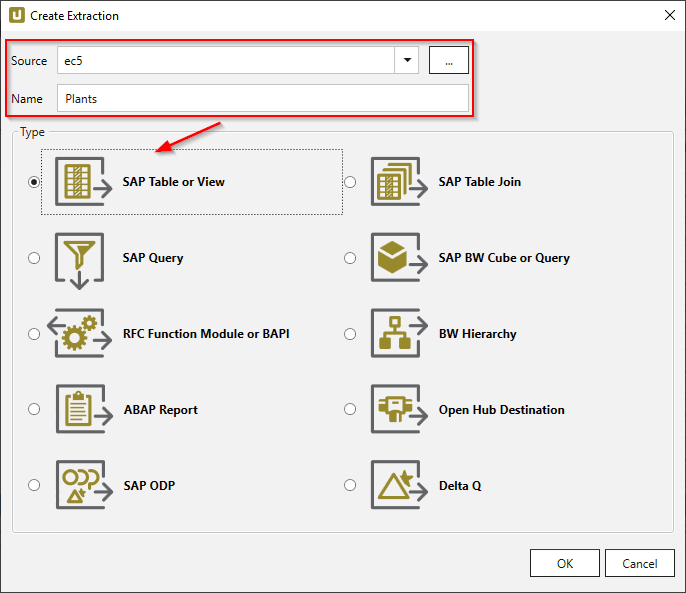 Create Extraction
Source ec5 ...
Name Plants
Type
SAP Table or View SAP Table Join
SAP Query SAP BW Cube or Query
RFC Function Module or BAPI BW Hierarchy
ABAP Report Open Hub Destination
SAP ODP Delta Q
OK Cancel